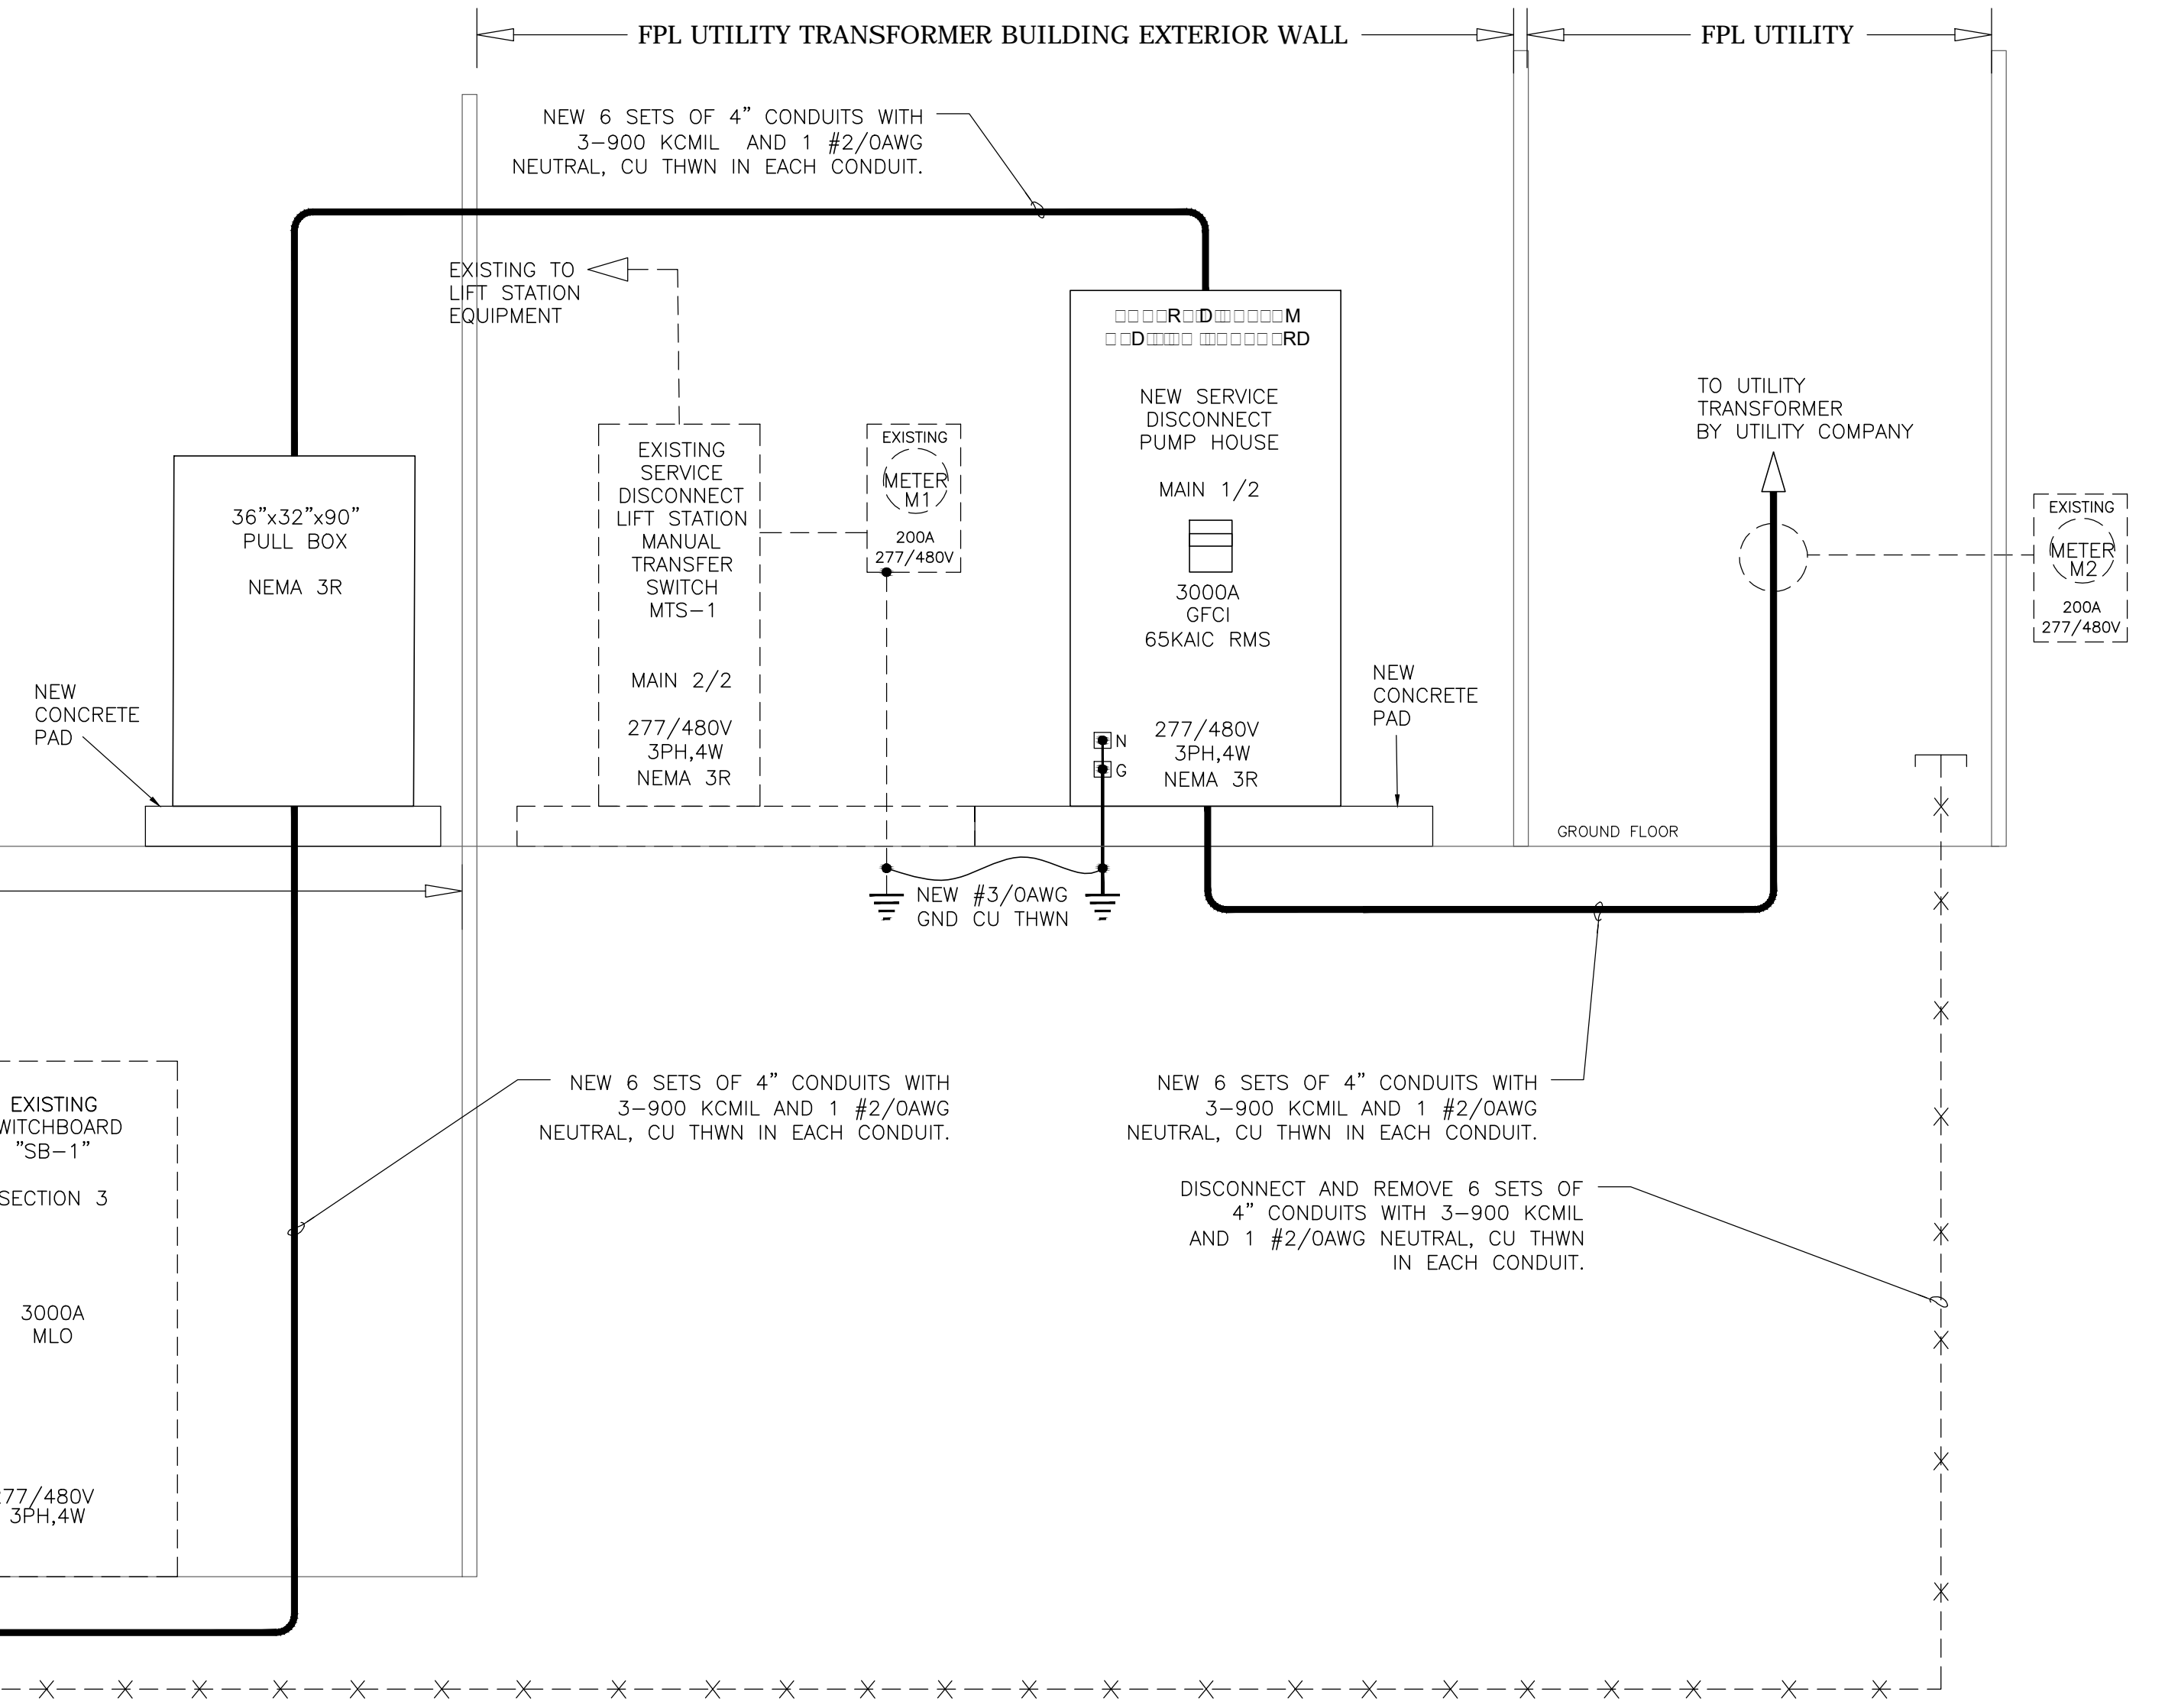 FPL UTILITY TRANSFORMER BUILDING EXTERIOR WALL
FPL UTILITY
NEW 6 SETS OF 4” CONDUITS WITH
3-900 KCMIL AND 1 #2/0AWG
NEUTRAL, CU THWN IN EACH CONDUIT.
EXISTING TO
LIFT STATION
EQUIPMENT
36”x32”x90”
PULL BOX
NEMA 3R
NEW
CONCRETE
PAD
EXISTING
SERVICE
DISCONNECT
LIFT STATION
MANUAL
TRANSFER
SWITCH
MTS-1
MAIN 2/2
277/480V
3PH,4W
NEMA 3R
EXISTING
METER
M1
200A
277/480V
NEW SERVICE
DISCONNECT
PUMP HOUSE
MAIN 1/2
3000A
GFCI
65KAIC RMS
277/480V
3PH,4W
NEMA 3R
N
G
NEW
CONCRETE
PAD
TO UTILITY
TRANSFORMER
BY UTILITY COMPANY
EXISTING
METER
M2
200A
277/480V
GROUND FLOOR
NEW #3/0AWG
GND CU THWN
EXISTING
WITCHBOARD
”SB-1”
SECTION 3
3000A
MLO
277/480V
3PH,4W
NEW 6 SETS OF 4” CONDUITS WITH
3-900 KCMIL AND 1 #2/0AWG
NEUTRAL, CU THWN IN EACH CONDUIT.
NEW 6 SETS OF 4” CONDUITS WITH
3-900 KCMIL AND 1 #2/0AWG
NEUTRAL, CU THWN IN EACH CONDUIT.
DISCONNECT AND REMOVE 6 SETS OF
4” CONDUITS WITH 3-900 KCMIL
AND 1 #2/0AWG NEUTRAL, CU THWN
IN EACH CONDUIT.